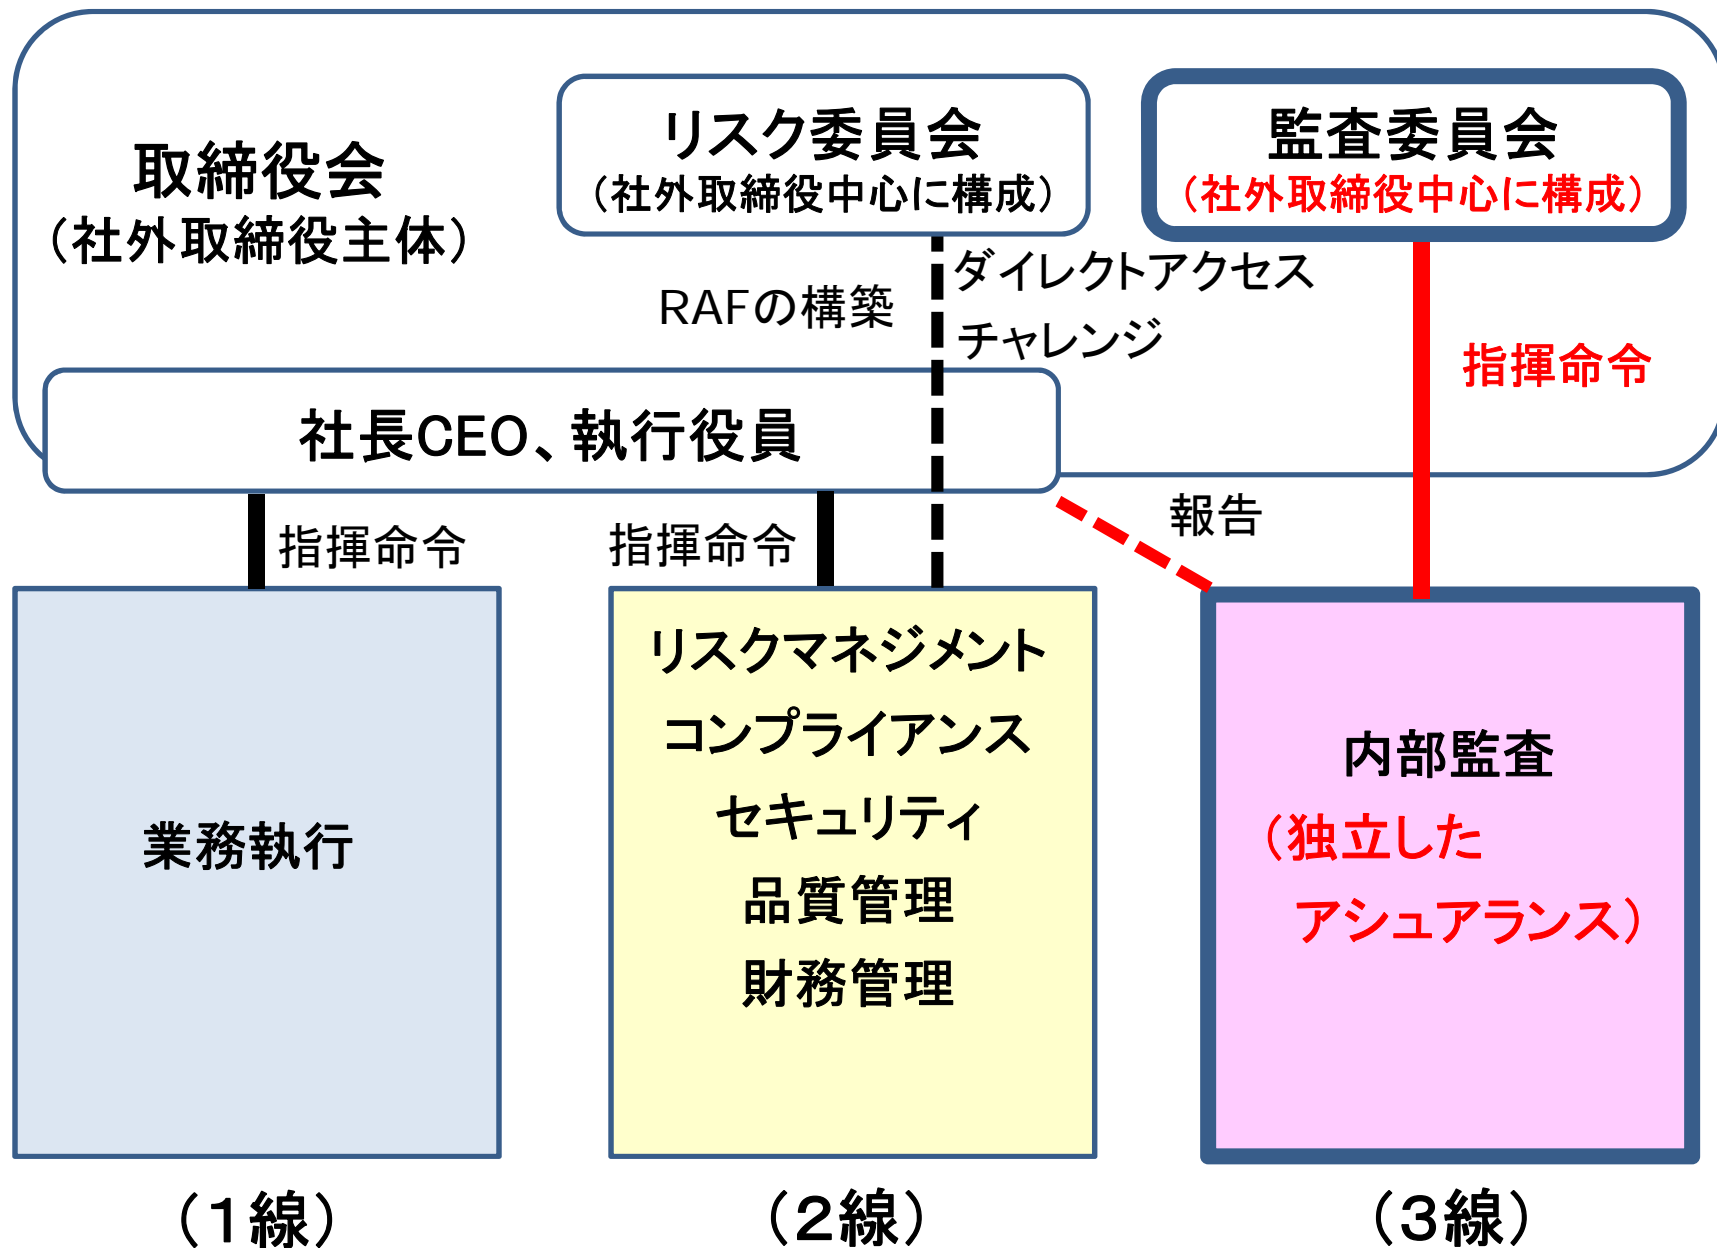 取締役会
（社外取締役主体）
リスク委員会
（社外取締役中心に構成）
監査委員会
（社外取締役中心に構成）
RAFの構築
ダイレクトアクセス
チャレンジ
指揮命令
社長CEO、執行役員
指揮命令
指揮命令
報告
業務執行
リスクマネジメント
コンプライアンス
セキュリティ
品質管理
財務管理
内部監査
（独立した
アシュアランス）
（１線）
（２線）
（３線）